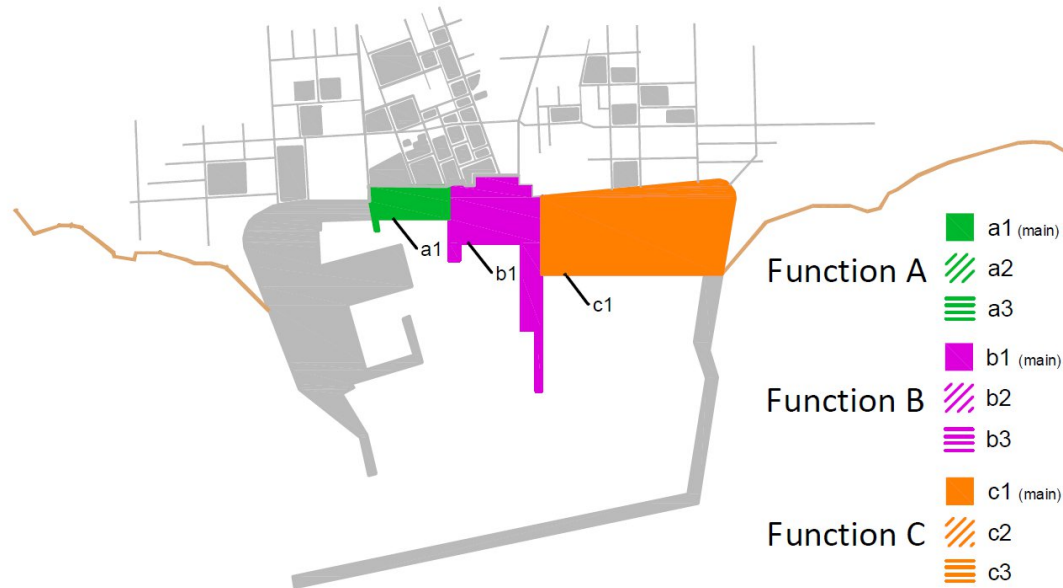 a1
b1
c1
a1 (main)
Function A
a2
a3
b1 (main)
Function B
b2
b3
c1 (main)
Function C
c2
c3